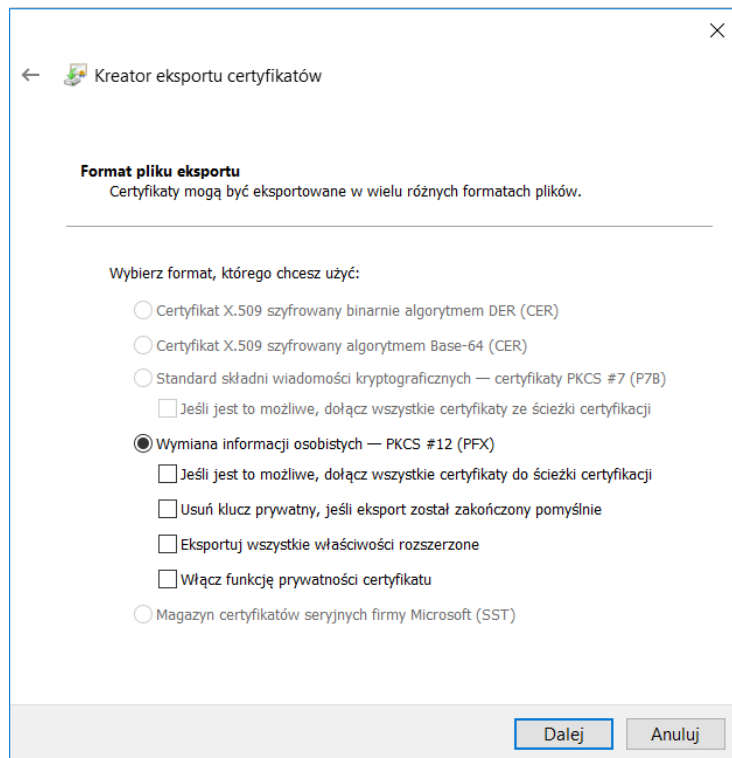 Kreator eksportu certyfikatów
Format pliku eksportu
Certyfikaty mogą być eksportowane w wielu różnych formatach plików.
Wybierz format, którego chcesz użyć:
Certyfikat X.509 szyfrowany binarnie algorytmem DER (CER)
Certyfikat X.509 szyfrowany algorytmem Base-64 (CER)
Standard składni wiadomości kryptograficznych — certyfikaty PKCS #7 (P7B)
Jeśli jest to możliwe, dołącz wszystkie certyfikaty ze ścieżki certyfikacji
Wymiana informacji osobistych — PKCS #12 (PFX)
Jeśli jest to możliwe, dołącz wszystkie certyfikaty do ścieżki certyfikacji
Usuń klucz prywatny, jeśli eksport został zakończony pomyślnie
Eksportuj wszystkie właściwości rozszerzone
Włącz funkcję prywatności certyfikatu
Magazyn certyfikatów seryjnych firmy Microsoft (SST)
Dalej
Anuluj